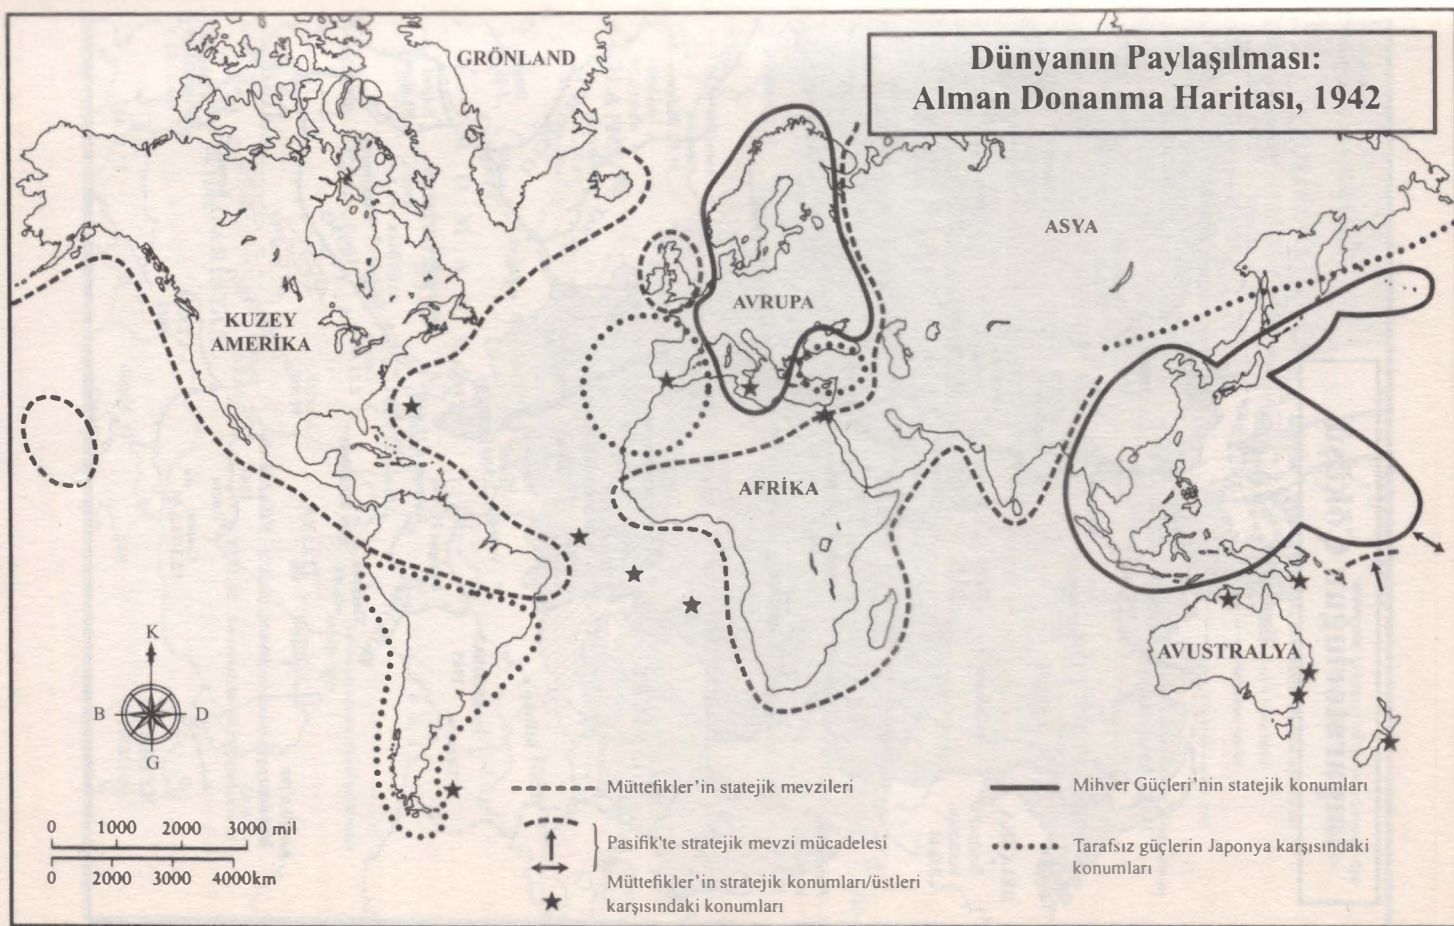 Dünyanın Paylaşılması:
Alman Donanma Haritası, 1942
GRÖNLAND
ASYA
AVRUPA
KUZEY
AMERİKA
AFRİKA
AVUSTRALYA
K
B
D
G
0 1000 2000 3000 mil
0 2000 3000 4000km
Müttefikler'in statejik mevzileri
Pasifik'te stratejik mevzi mücadelesi
Müttefikler'in stratejik konumları/üstleri
karşısındaki konumları
Mihver Güçleri'nin statejik konumları
Tarafsız güçlerin Japonya karşısındaki
konumları